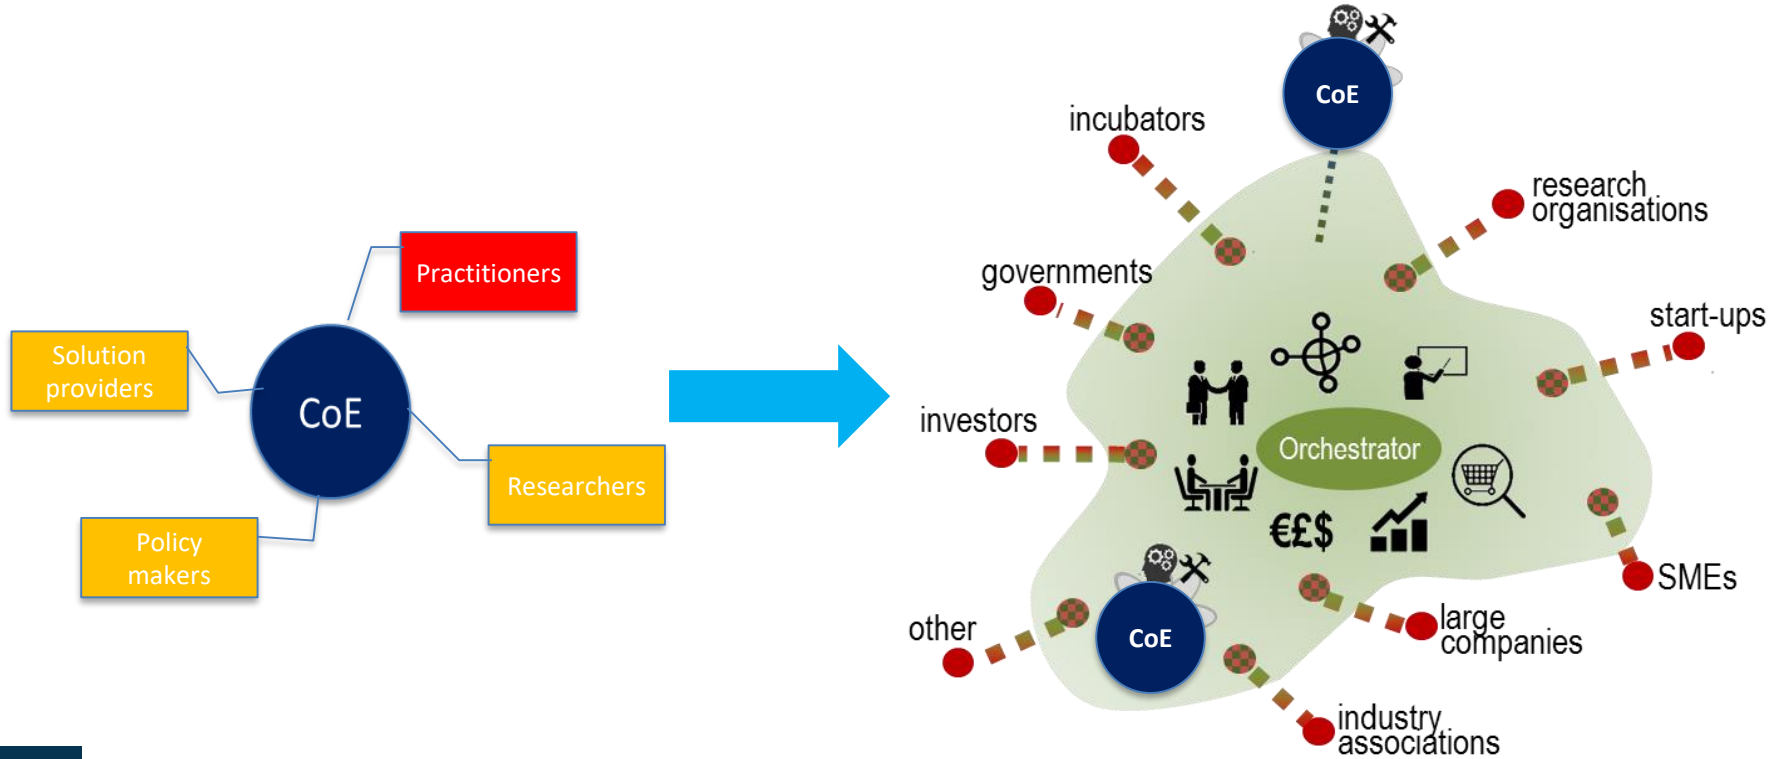 Practitioners
Solution
providers
CoE
Researchers
Policy
makers
CoE
incubators
research
organisations
governments
start-ups
investors
Orchestrator
€£$
SMEs
other
CoE
large
companies
industry
associations